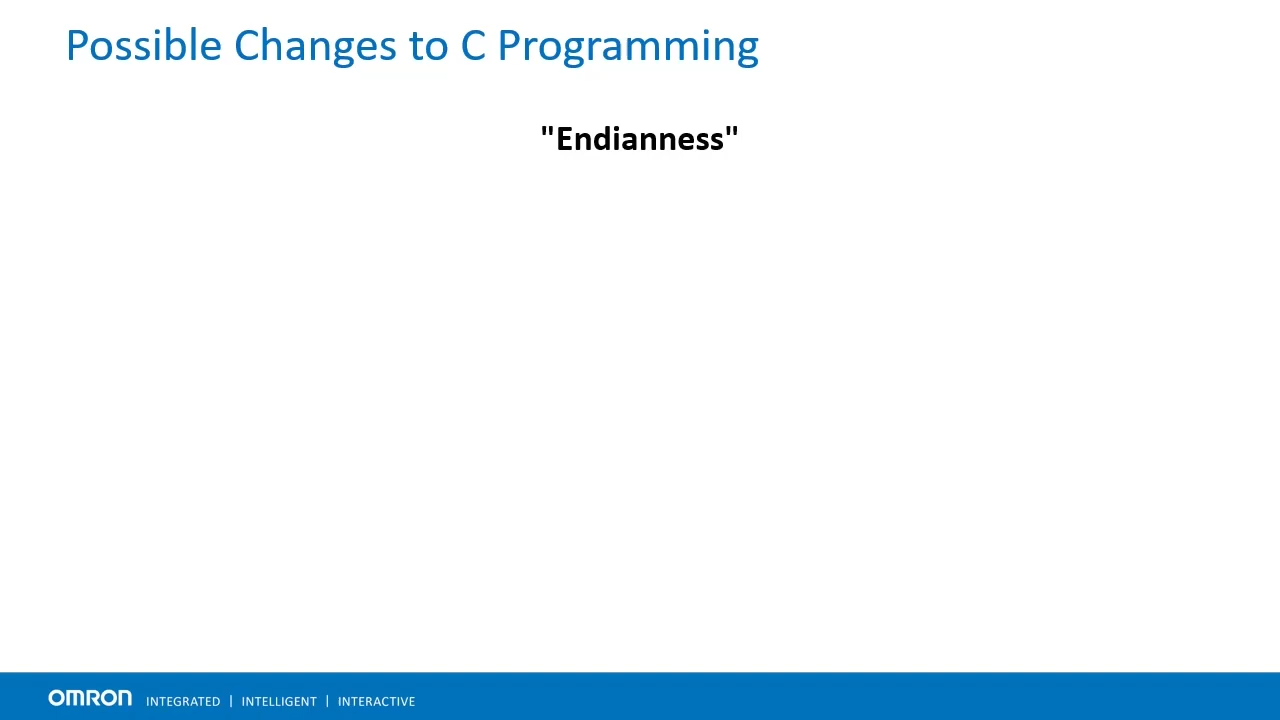 Possible Changes to C Programming
"Endianness"
OMRON INTEGRATED | INTELLIGENT | INTERACTIVE